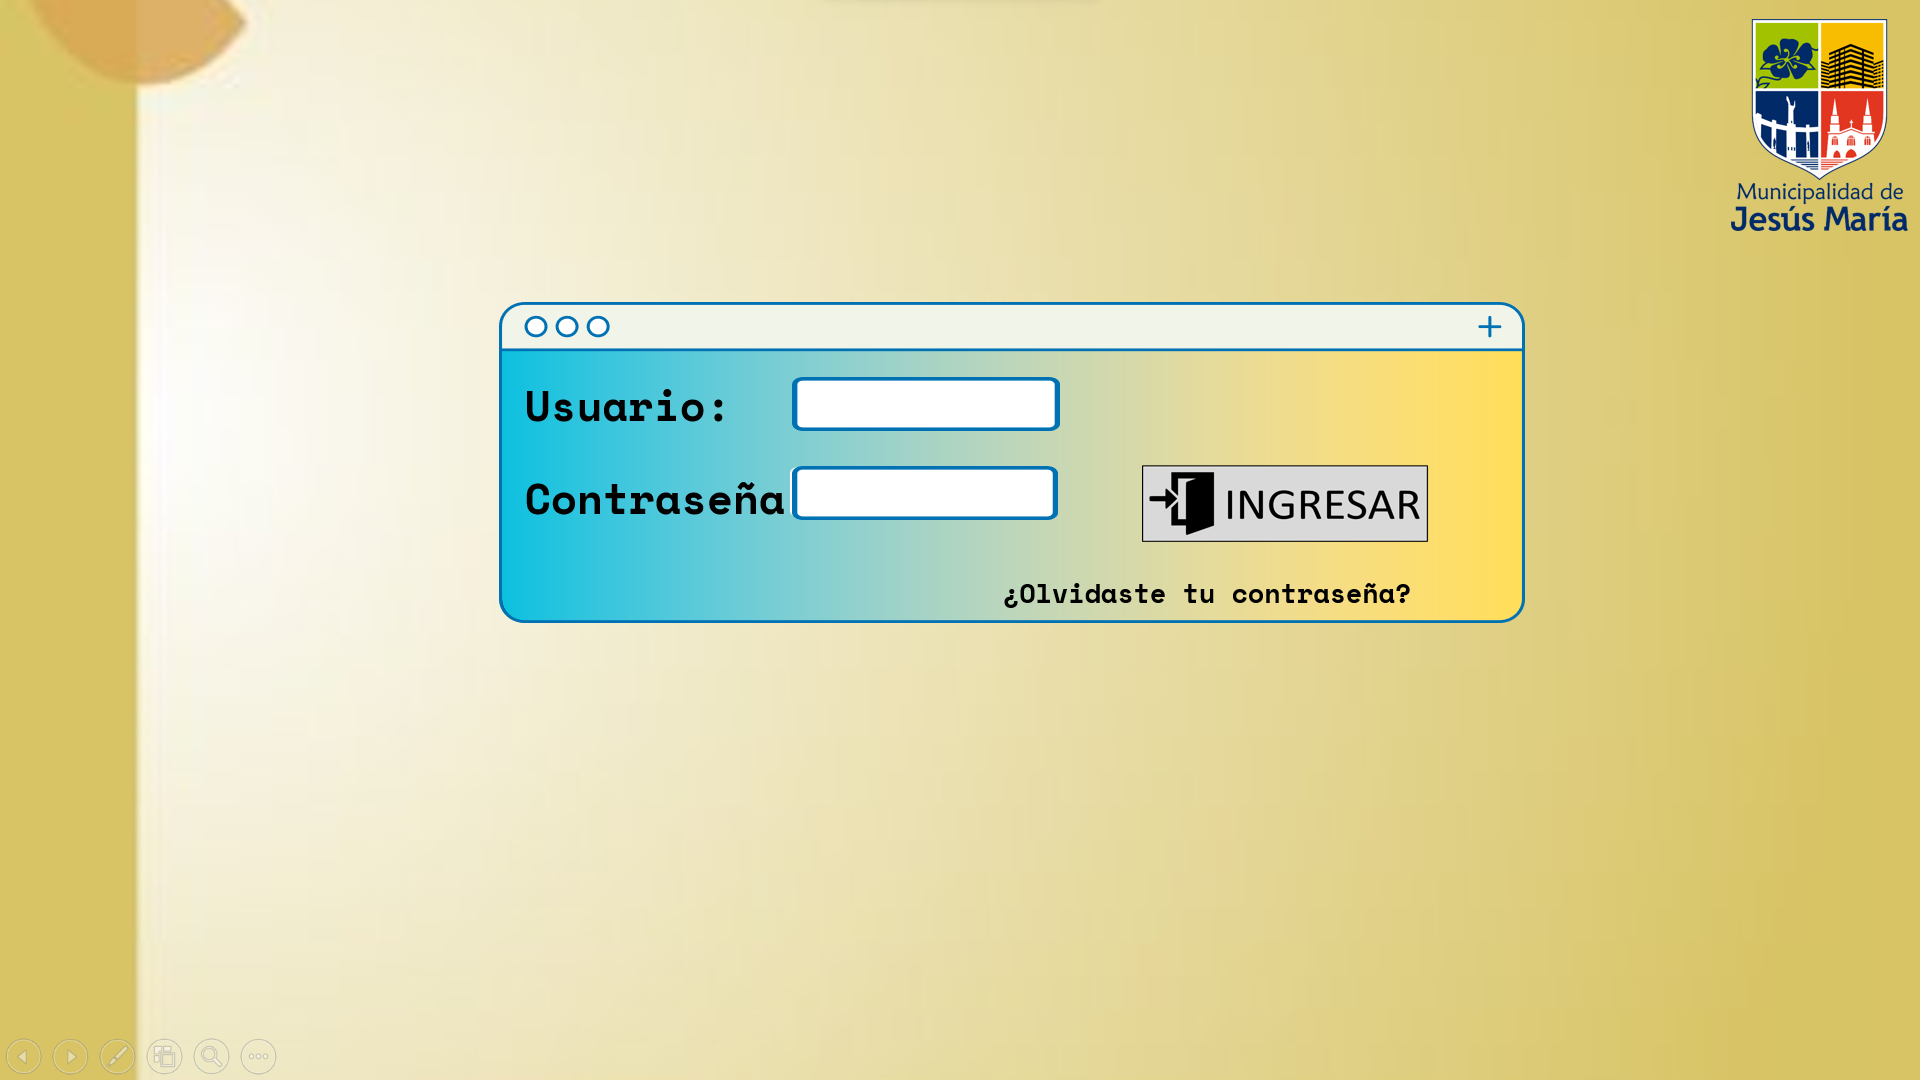 Municipalidad de
Jesús María
Usuario:
Contraseña
INGRESAR
¿Olvidaste tu contraseña?